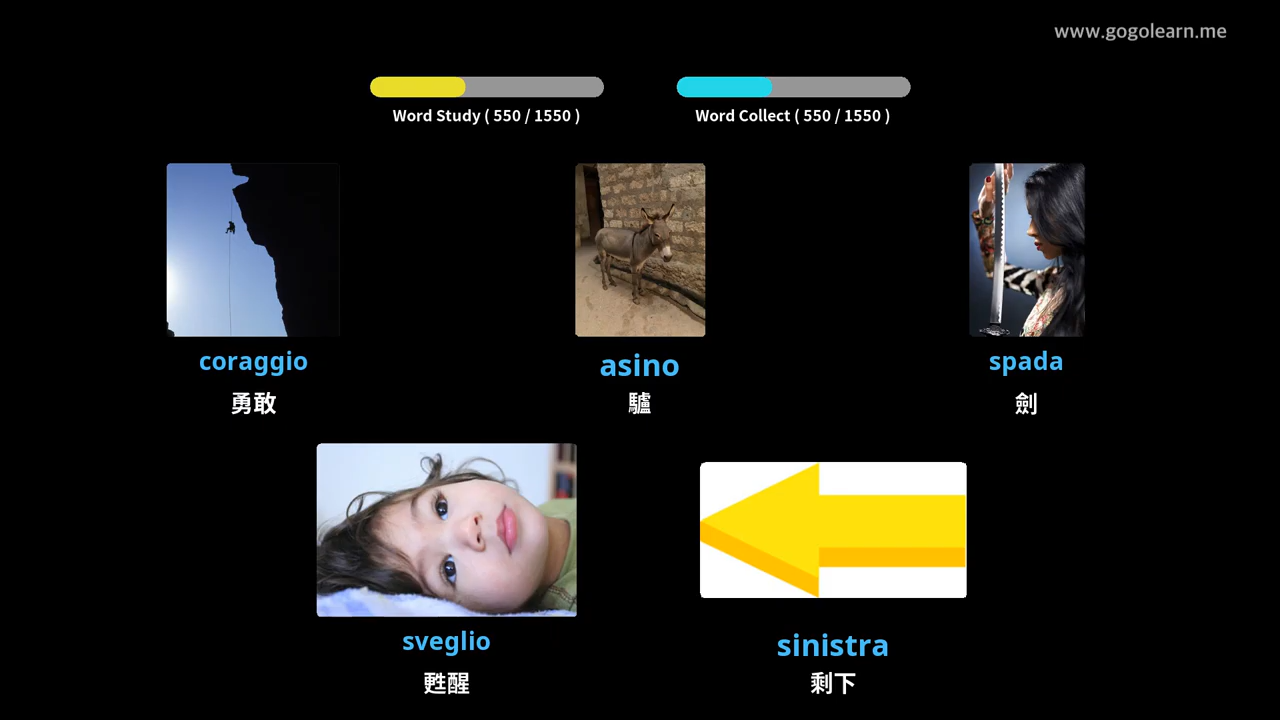 www.gogolearn.me
Word Study ( 550 / 1550 )
Word Collect ( 550 / 1550 )
coraggio
勇敢
asino
驢
spada
劍
sveglio
甦醒
sinistra
剩下